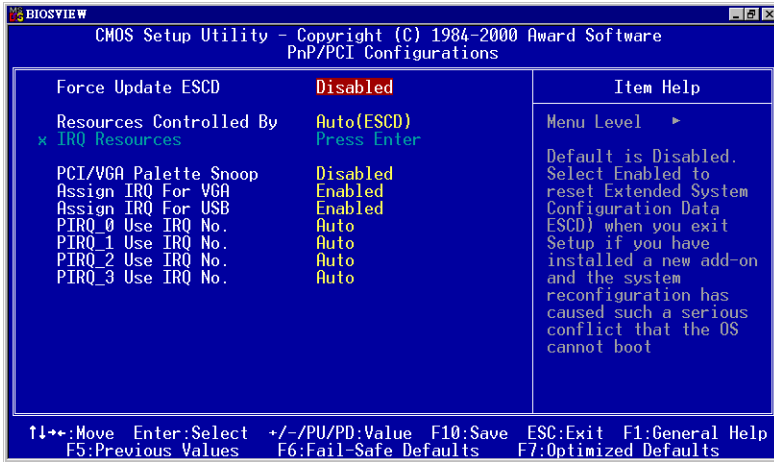 BIOSVIEW
CMOS Setup Utility - Copyright (C) 1984-2000 Award Software
PnP/PCI Configurations
Force Update ESCD Disabled
Resources Controlled By Auto(ESCD)
x IRQ Resources Press Enter
PCI/VGA Palette Snoop Disabled
Assign IRQ For VGA Enabled
Assign IRQ For USB Enabled
PIRQ_0 Use IRQ No. Auto
PIRQ_1 Use IRQ No. Auto
PIRQ_2 Use IRQ No. Auto
PIRQ_3 Use IRQ No. Auto
Item Help
Menu Level ►
Default is Disabled.
Select Enabled to
reset Extended System
Configuration Data
ESCD) when you exit
Setup if you have
installed a new add-on
and the system
reconfiguration has
caused such a serious
conflict that the OS
cannot boot
↑↓→←:Move Enter:Select +/-/PU/PD:Value F10:Save ESC:Exit F1:General Help
F5:Previous Values F6:Fail-Safe Defaults F7:Optimized Defaults